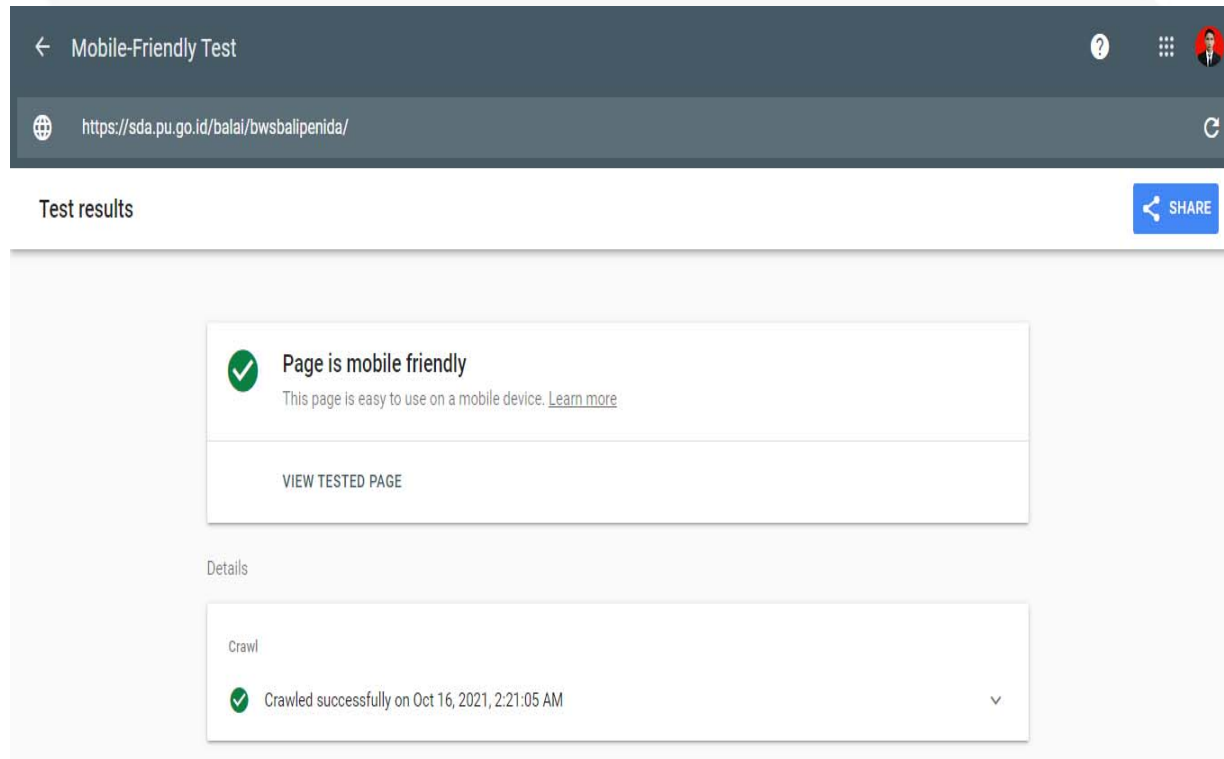 Mobile-Friendly Test
https://sda.pu.go.id/balai/bwsbalipenida/
Test results
SHARE
Page is mobile friendly
This page is easy to use on a mobile device. Learn more
VIEW TESTED PAGE
Details
Crawl
Crawled successfully on Oct 16, 2021, 2:21:05 AM